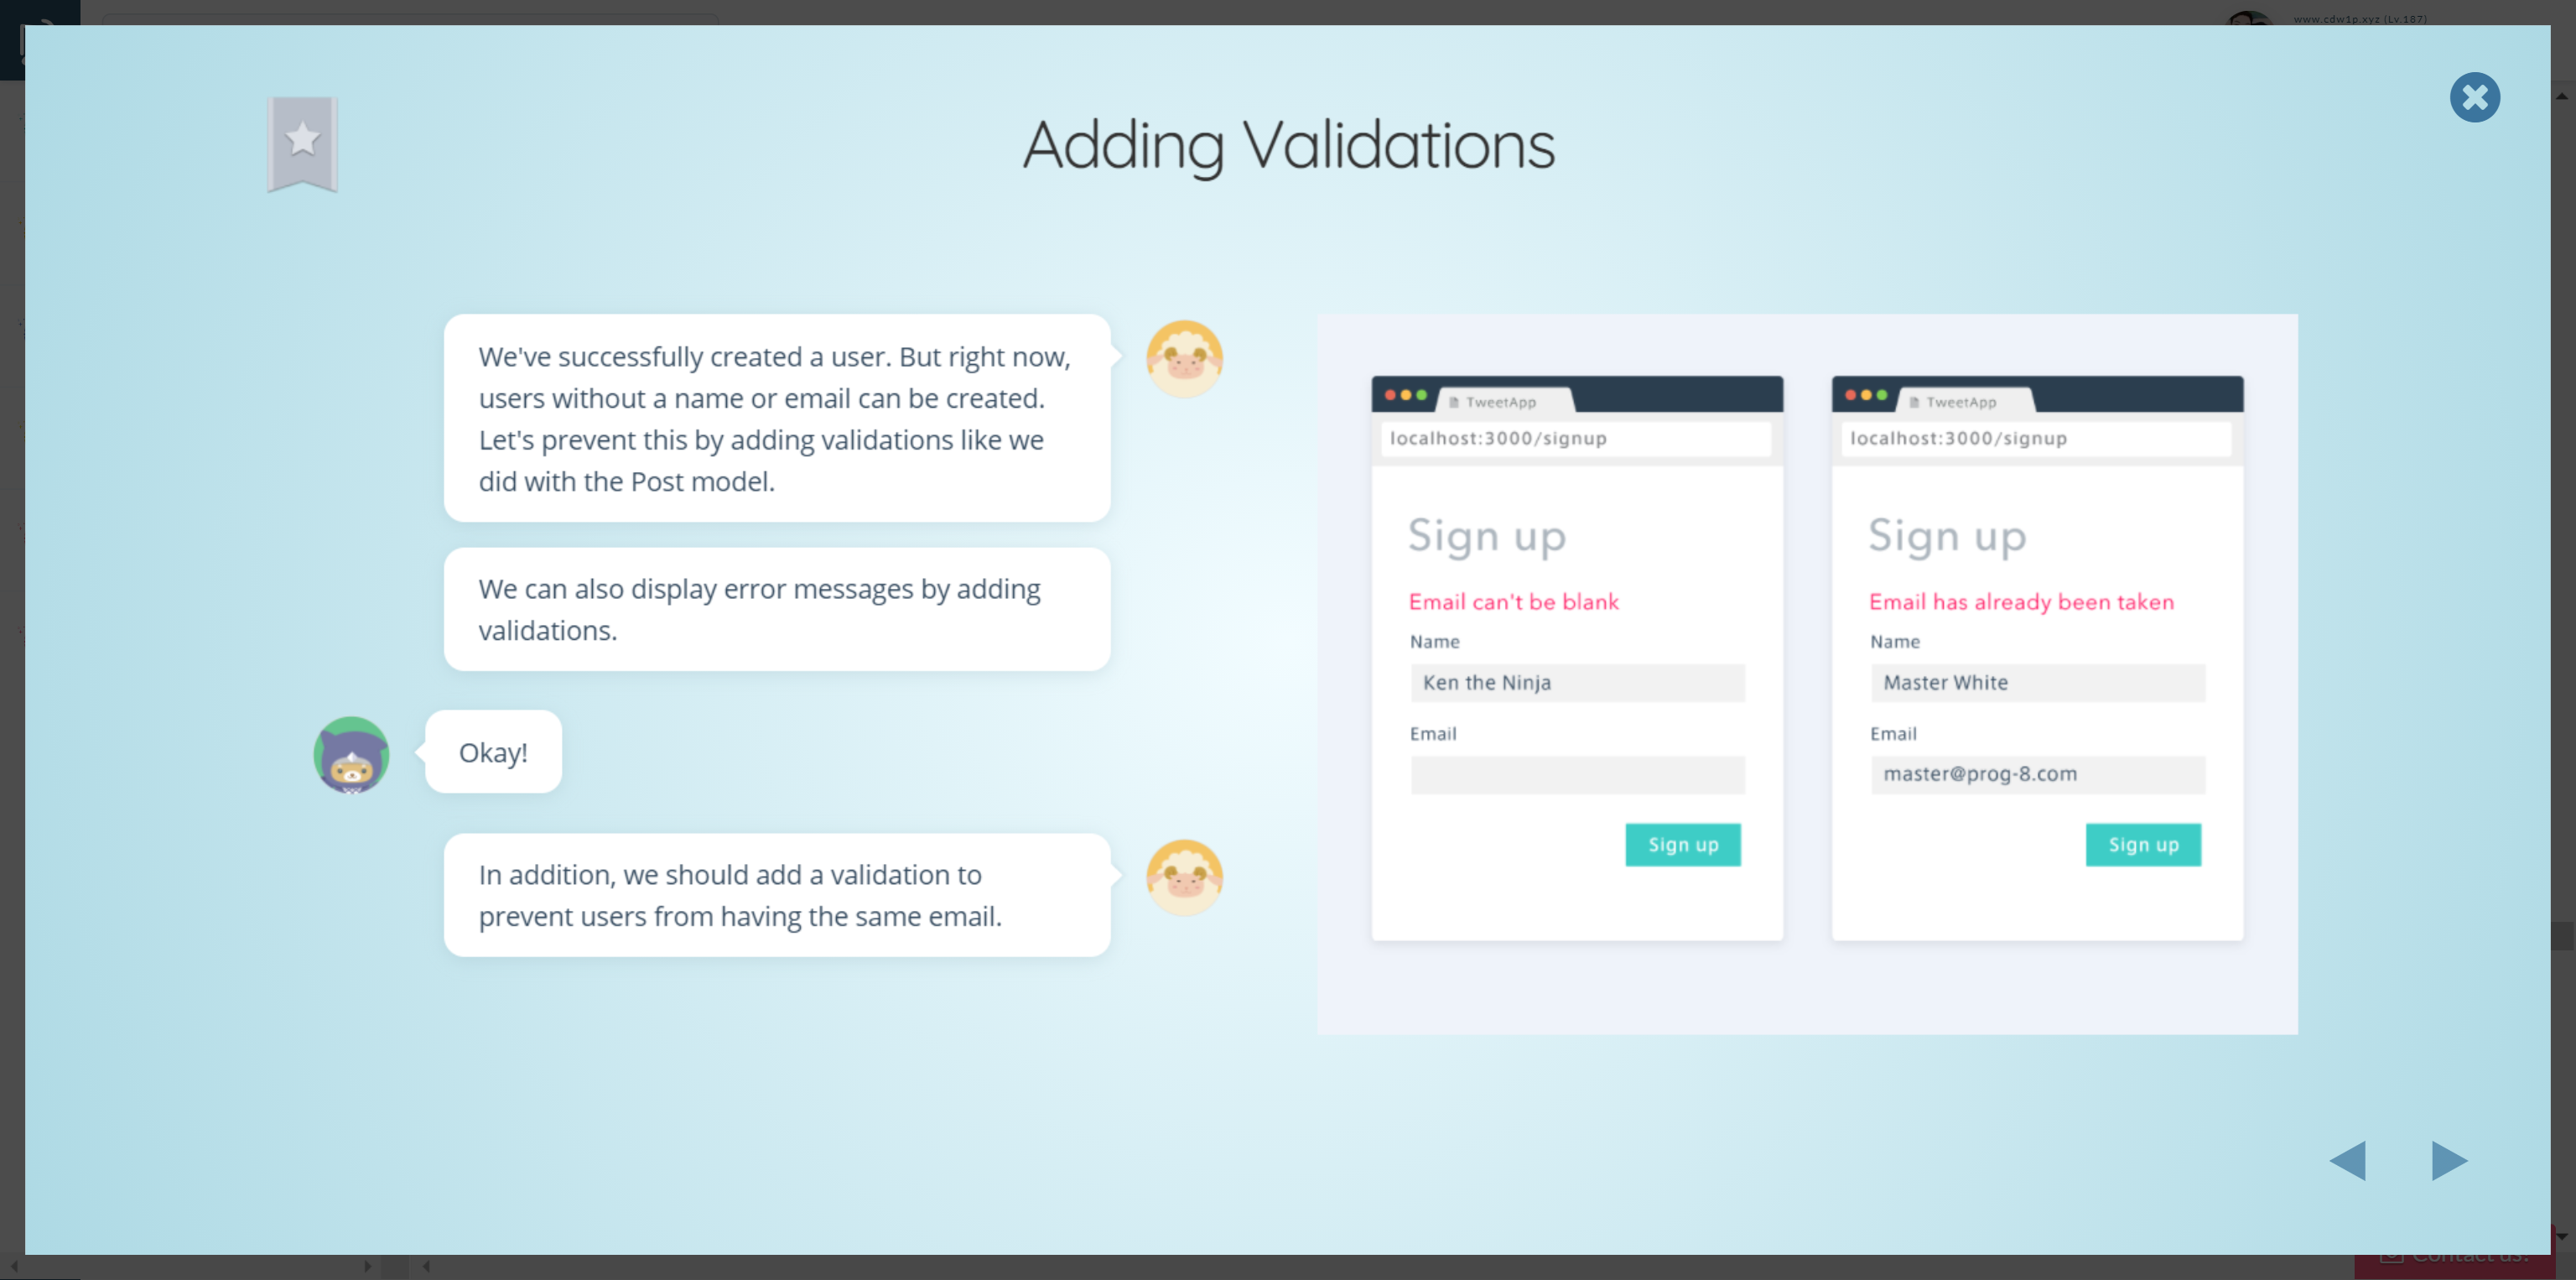 www.cdw1p.xyz (Lv.187)
Adding Validations
We've successfully created a user. But right now,
users without a name or email can be created.
Let's prevent this by adding validations like we
did with the Post model.
We can also display error messages by adding
validations.
Okay!
In addition, we should add a validation to
prevent users from having the same email.
TweetApp
localhost:3000/signup
Sign up
Email can't be blank
Name
Ken the Ninja
Email
Sign up
TweetApp
localhost:3000/signup
Sign up
Email has already been taken
Name
Master White
Email
master@prog-8.com
Sign up
Contact us!